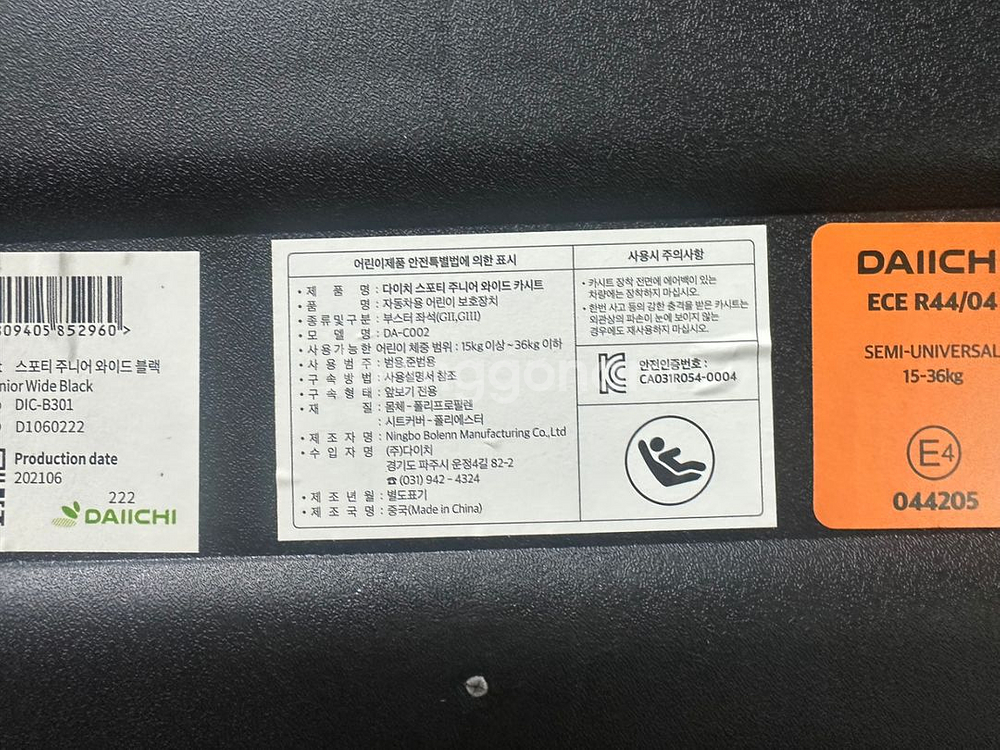 809405 852960 >
스포티 주니어 와이드 블랙
nior Wide Black
DIC-B301
D1060222
Production date
202106
222
DAIICHI
어린이제품 안전특별법에 의한 표시
• 제 품 명 : 다이치 스포티 주니어 와이드 카시트
• 품 명 : 자동차용 어린이 보호장치
• 종류 및 구분 : 부스터 좌석(GII,GIII)
• 모 델 명 : DA-C002
• 사용가능한 어린이 체중 범위 : 15kg 이상 ~ 36kg 이하
• 사 용 범 주 : 범용·준범용
• 구 속 방 법 : 사용설명서 참조
• 구 속 형 태 : 앞보기 전용
• 재 질 : 몸체 - 폴리프로필렌
: 시트커버 - 폴리에스터
• 제 조 자 명 : Ningbo Bolenn Manufacturing Co.,Ltd
• 수 입 자 명 : (주)다이치
경기도 파주시 운정4길 82-2
☎ (031) 942 - 4324
• 제 조 년 월 : 별도표기
• 제 조 국 명 : 중국(Made in China)
사용시 주의사항
• 카시트 장착 전면에 에어백이 있는
차량에는 장착하지 마십시오.
• 한번 사고 등의 강한 충격을 받은 카시트는
외관상의 파손이 눈에 보이지 않는
경우에도 재사용하지 마십시오.
안전인증번호 :
CA031R054-0004
DAIICH
ECE R44/04
SEMI-UNIVERSAL
15-36kg
E4
044205